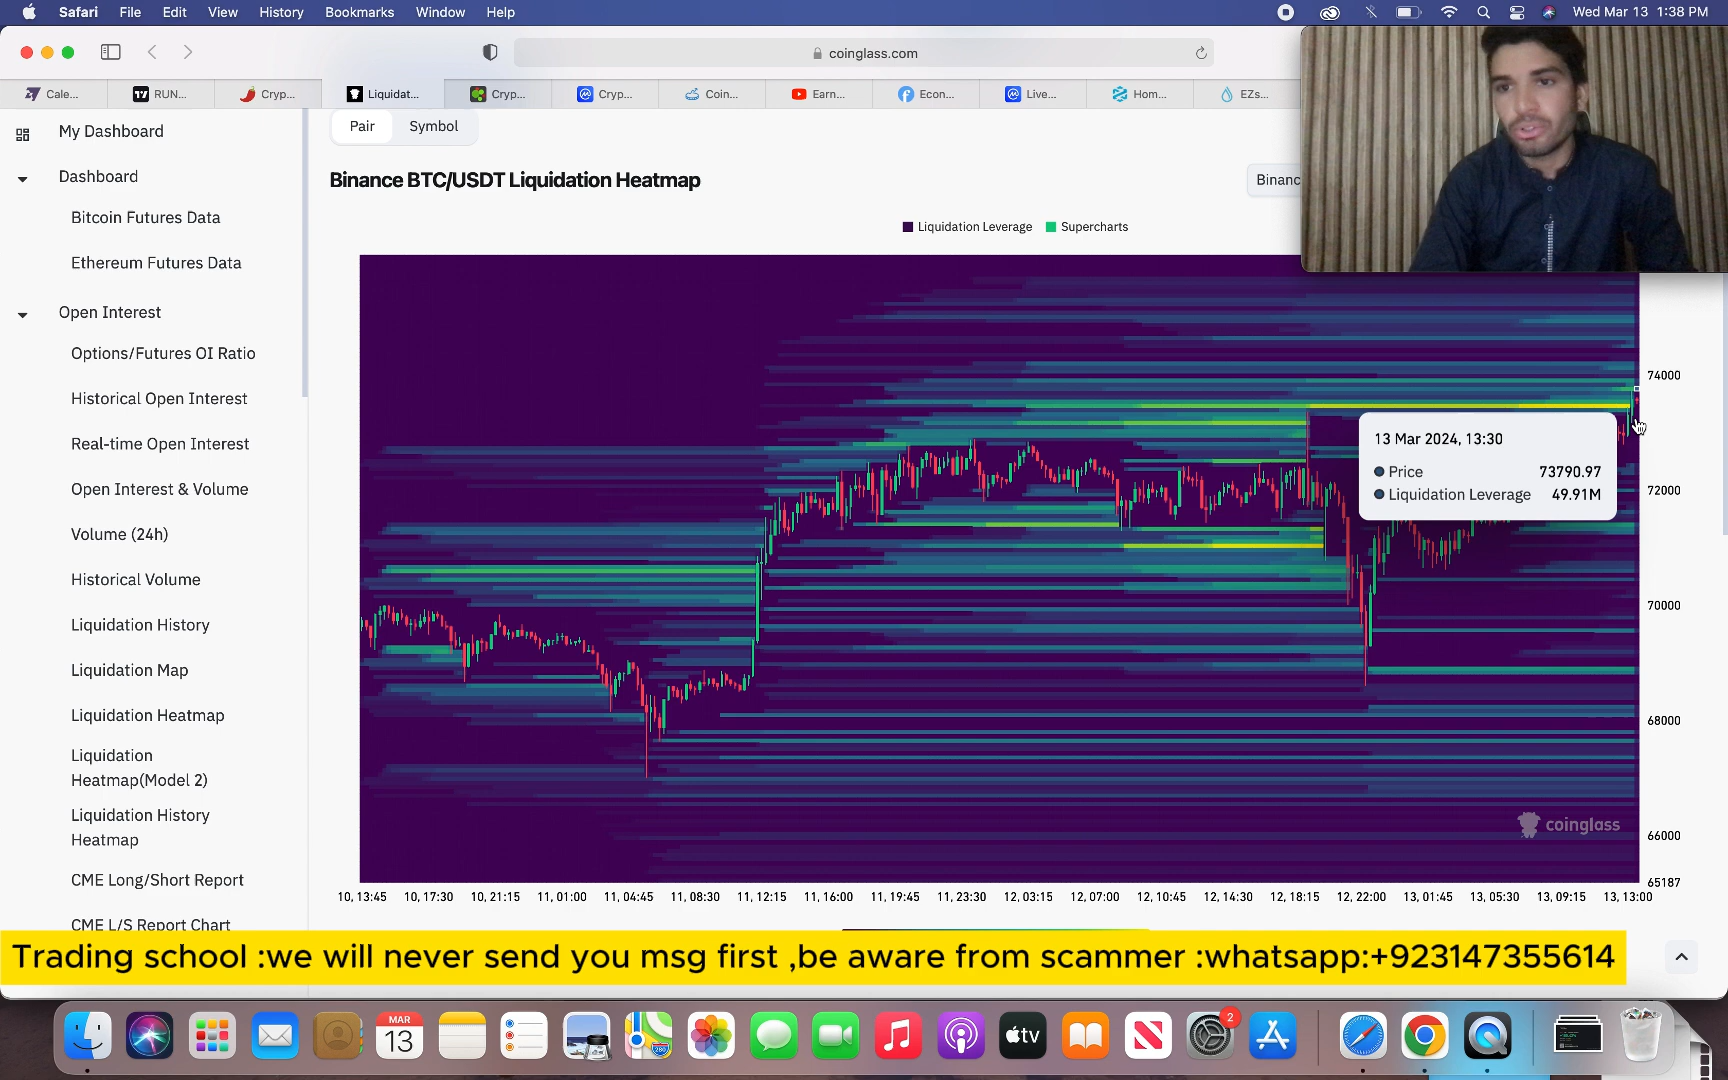 Safari File Edit View History Bookmarks Window Help Wed Mar 13 1:38 PM
coinglass.com
Cale... RUN... Cryp... Liquidat... Cryp... Cryp... Coin... Earn... Econ... Live... Hom... EZs...
My Dashboard
Dashboard
Bitcoin Futures Data
Ethereum Futures Data
Open Interest
Options/Futures OI Ratio
Historical Open Interest
Real-time Open Interest
Open Interest & Volume
Volume (24h)
Historical Volume
Liquidation History
Liquidation Map
Liquidation Heatmap
Liquidation
Heatmap(Model 2)
Liquidation History
Heatmap
CME Long/Short Report
CME L/S Report Chart
Pair Symbol
Binance BTC/USDT Liquidation Heatmap
Binanc
Liquidation Leverage Supercharts
74000
72000
70000
68000
66000
65187
13 Mar 2024, 13:30
Price 73790.97
Liquidation Leverage 49.91M
coinglass
10, 13:45 10, 17:30 10, 21:15 11, 01:00 11, 04:45 11, 08:30 11, 12:15 11, 16:00 11, 19:45 11, 23:30 12, 03:15 12, 07:00 12, 10:45 12, 14:30 12, 18:15 12, 22:00 13, 01:45 13, 05:30 13, 09:15 13, 13:00
Trading school :we will never send you msg first ,be aware from scammer :whatsapp:+923147355614
MAR
13
tv
2